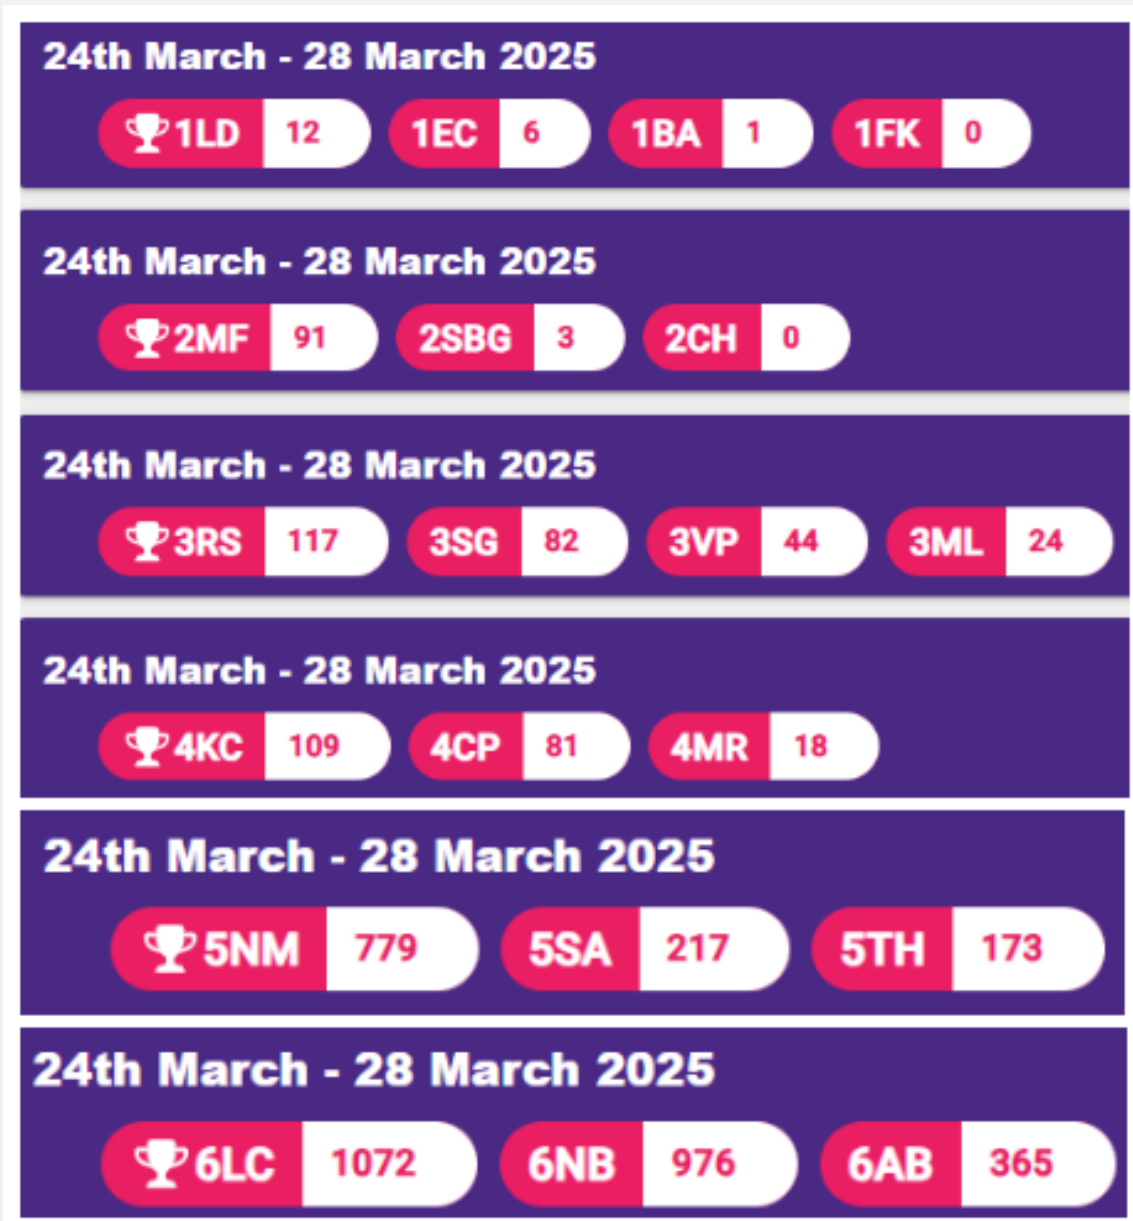 24th March - 28 March 2025
1LD 12 1EC 6 1BA 1 1FK 0
24th March - 28 March 2025
2MF 91 2SBG 3 2CH 0
24th March - 28 March 2025
3RS 117 3SG 82 3VP 44 3ML 24
24th March - 28 March 2025
4KC 109 4CP 81 4MR 18
24th March - 28 March 2025
5NM 779 5SA 217 5TH 173
24th March - 28 March 2025
6LC 1072 6NB 976 6AB 365